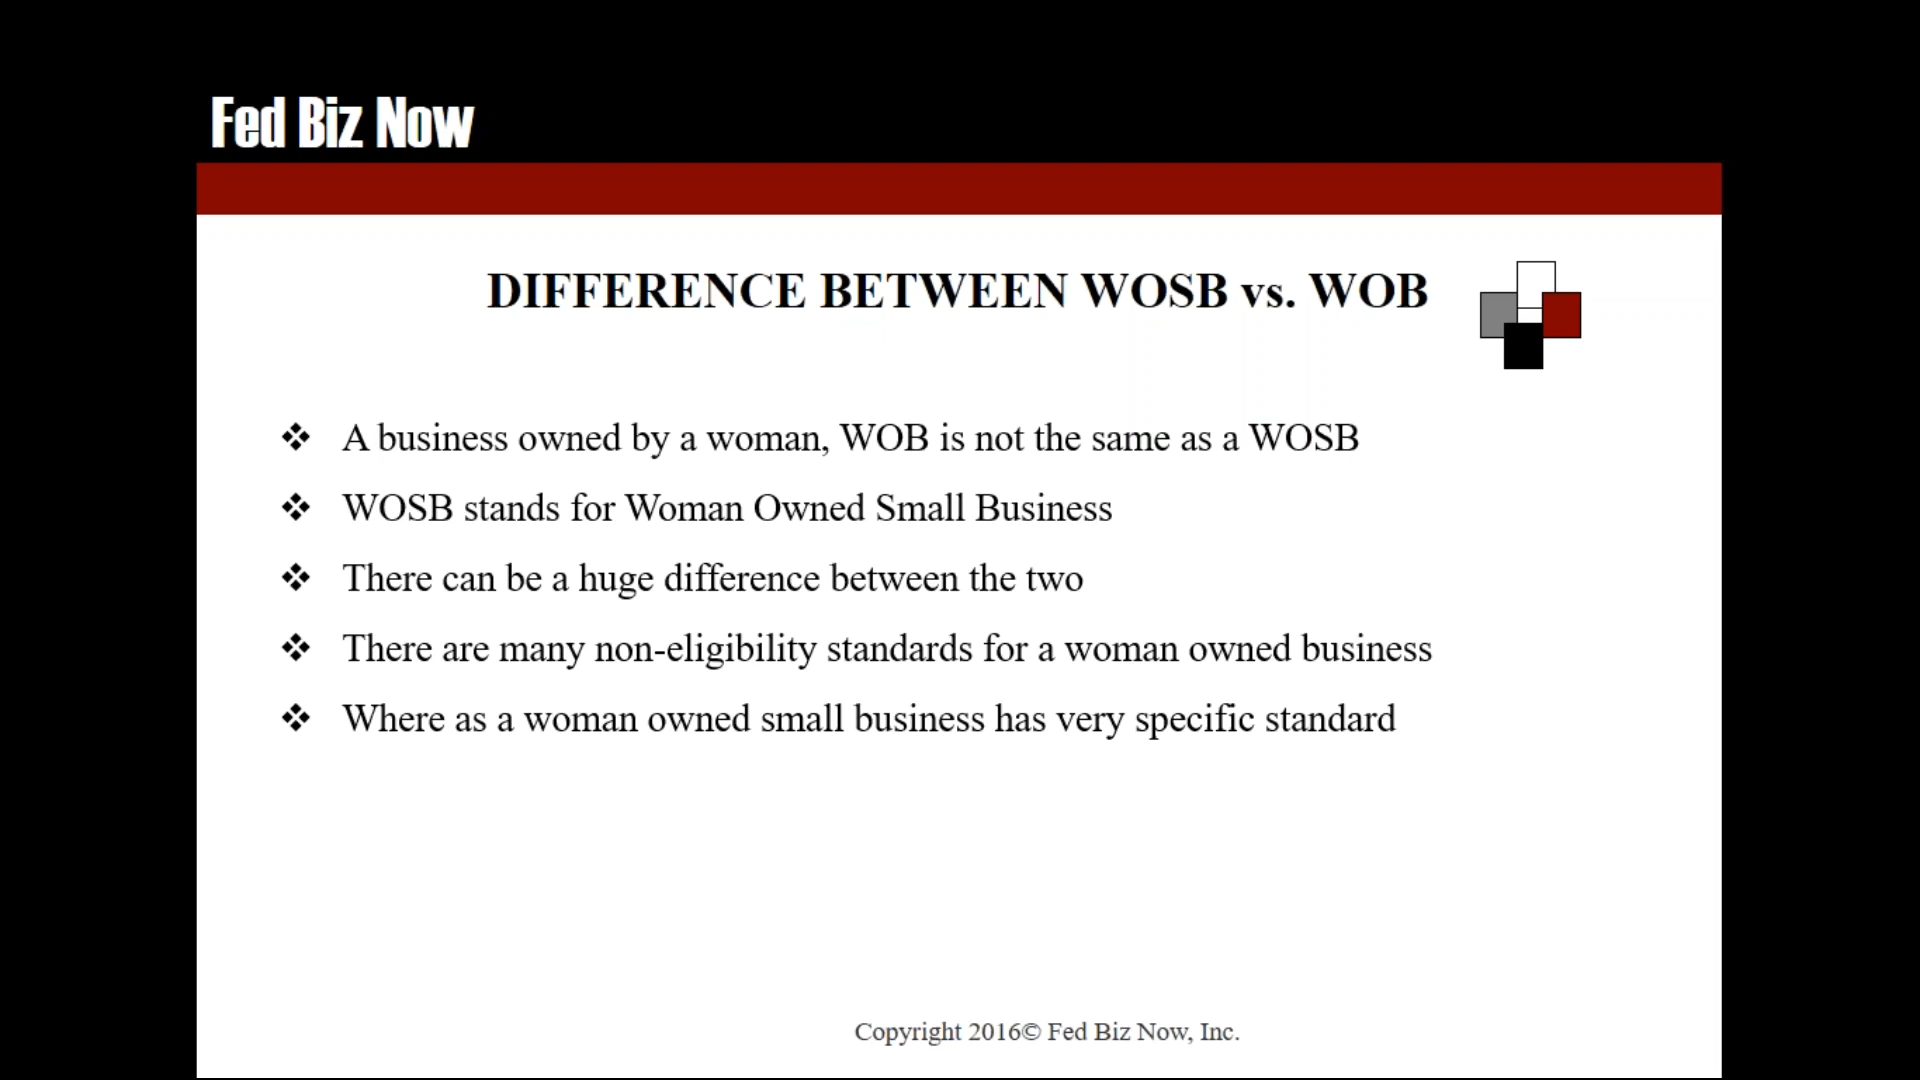 Fed Biz Now
DIFFERENCE BETWEEN WOSB vs. WOB
❖ A business owned by a woman, WOB is not the same as a WOSB
❖ WOSB stands for Woman Owned Small Business
❖ There can be a huge difference between the two
❖ There are many non-eligibility standards for a woman owned business
❖ Where as a woman owned small business has very specific standard
Copyright 2016© Fed Biz Now, Inc.